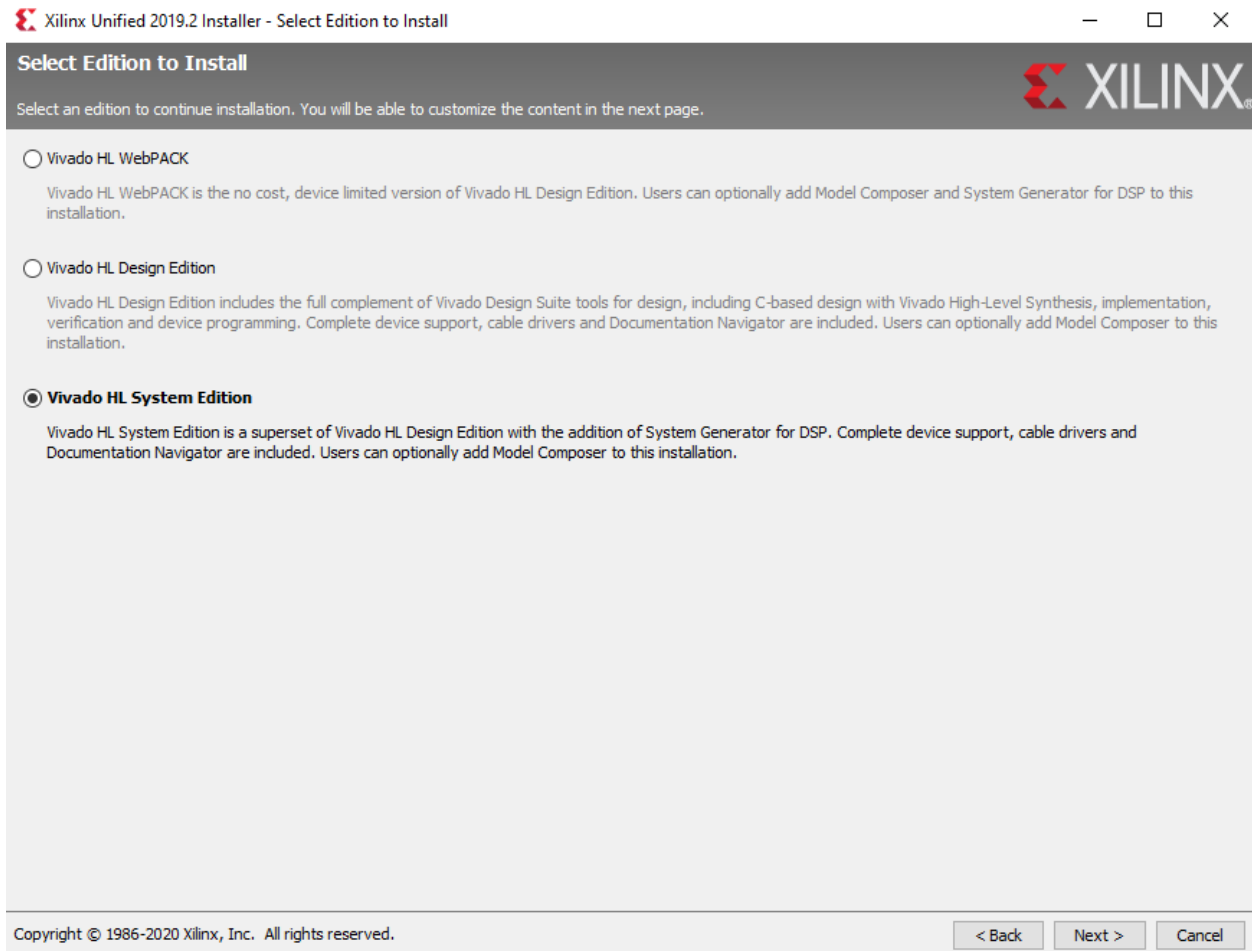 Xilinx Unified 2019.2 Installer - Select Edition to Install
Select Edition to Install
Select an edition to continue installation. You will be able to customize the content in the next page.
XILINX®
Vivado HL WebPACK
Vivado HL WebPACK is the no cost, device limited version of Vivado HL Design Edition. Users can optionally add Model Composer and System Generator for DSP to this
installation.
Vivado HL Design Edition
Vivado HL Design Edition includes the full complement of Vivado Design Suite tools for design, including C-based design with Vivado High-Level Synthesis, implementation,
verification and device programming. Complete device support, cable drivers and Documentation Navigator are included. Users can optionally add Model Composer to this
installation.
Vivado HL System Edition
Vivado HL System Edition is a superset of Vivado HL Design Edition with the addition of System Generator for DSP. Complete device support, cable drivers and
Documentation Navigator are included. Users can optionally add Model Composer to this installation.
Copyright © 1986-2020 Xilinx, Inc. All rights reserved.
< Back
Next >
Cancel